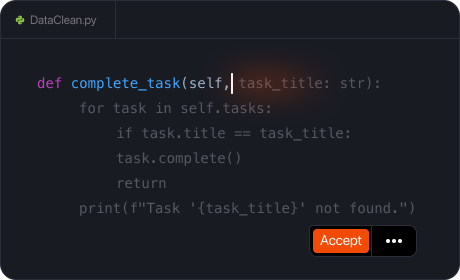 DataClean.py
def complete_task(self, task_title: str):
for task in self.tasks:
if task.title == task_title:
task.complete()
return
print(f"Task '{task_title}' not found.")
Accept